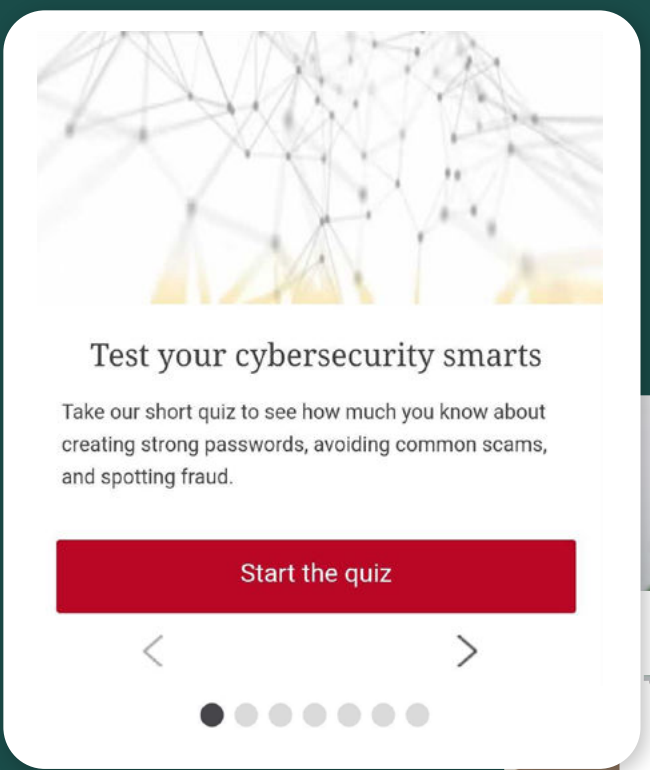 Test your cybersecurity smarts
Take our short quiz to see how much you know about
creating strong passwords, avoiding common scams,
and spotting fraud.
Start the quiz